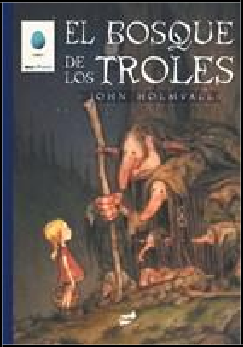 EL BOSQUE
DE LOS TROLES
JOHN HOLMVALL